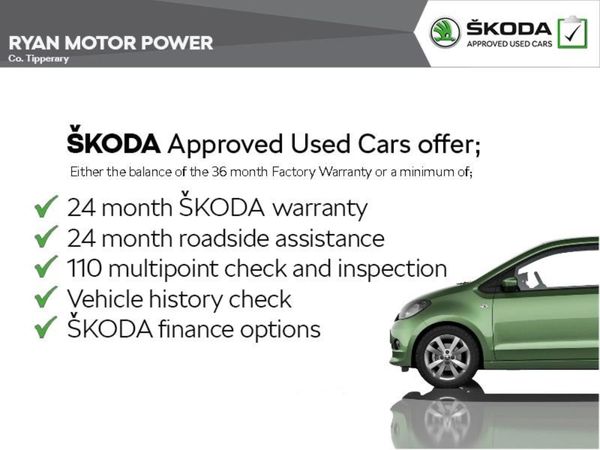 RYAN MOTOR POWER
Co. Tipperary
ŠKODA
APPROVED USED CARS
ŠKODA Approved Used Cars offer;
Either the balance of the 36 month Factory Warranty or a minimum of;
24 month ŠKODA warranty
24 month roadside assistance
110 multipoint check and inspection
Vehicle history check
ŠKODA finance options